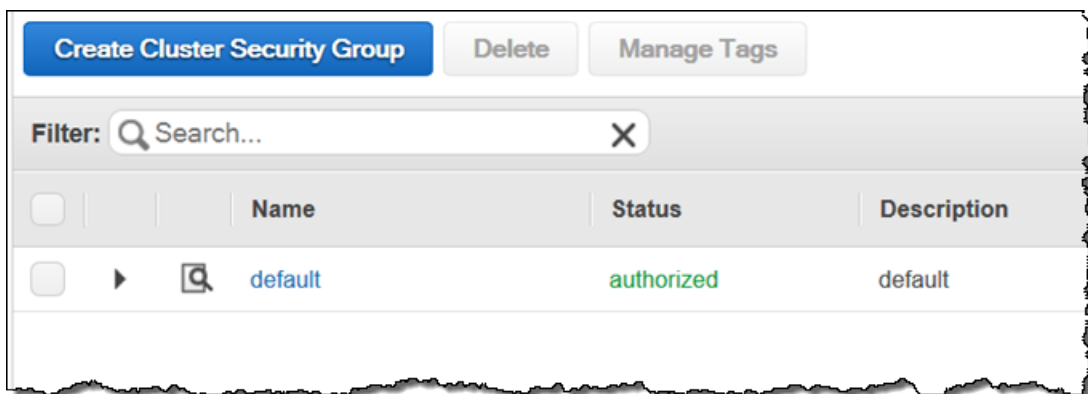 Create Cluster Security Group Delete Manage Tags
Filter: Search...
Name Status Description
default authorized default